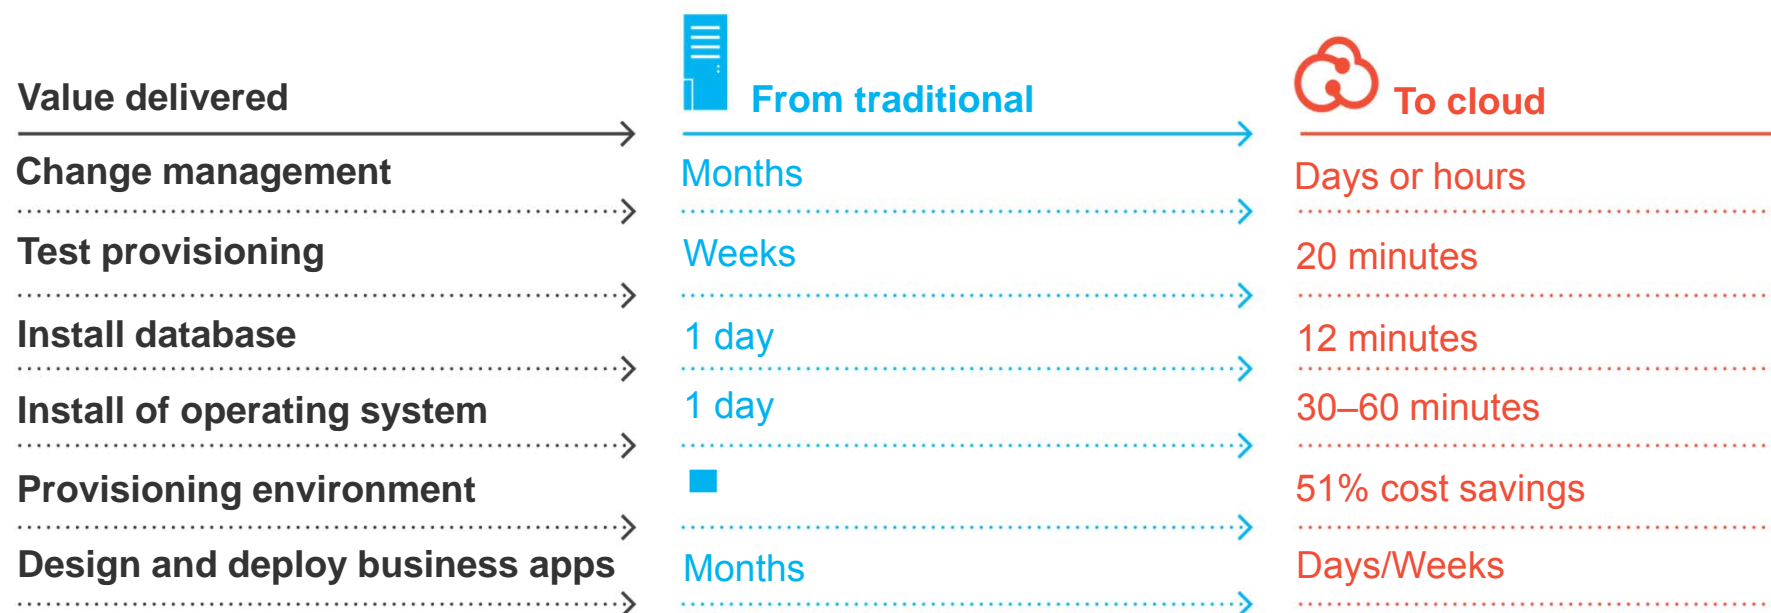 Value delivered From traditional To cloud
Change management Months Days or hours
Test provisioning Weeks 20 minutes
Install database 1 day 12 minutes
Install of operating system 1 day 30–60 minutes
Provisioning environment 51% cost savings
Design and deploy business apps Months Days/Weeks